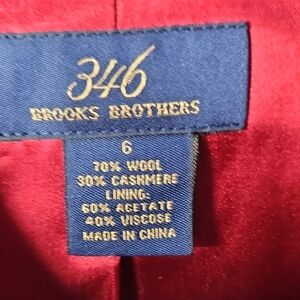 346
BROOKS BROTHERS
6
70% WOOL
30% CASHMERE
LINING:
60% ACETATE
40% VISCOSE
MADE IN CHINA